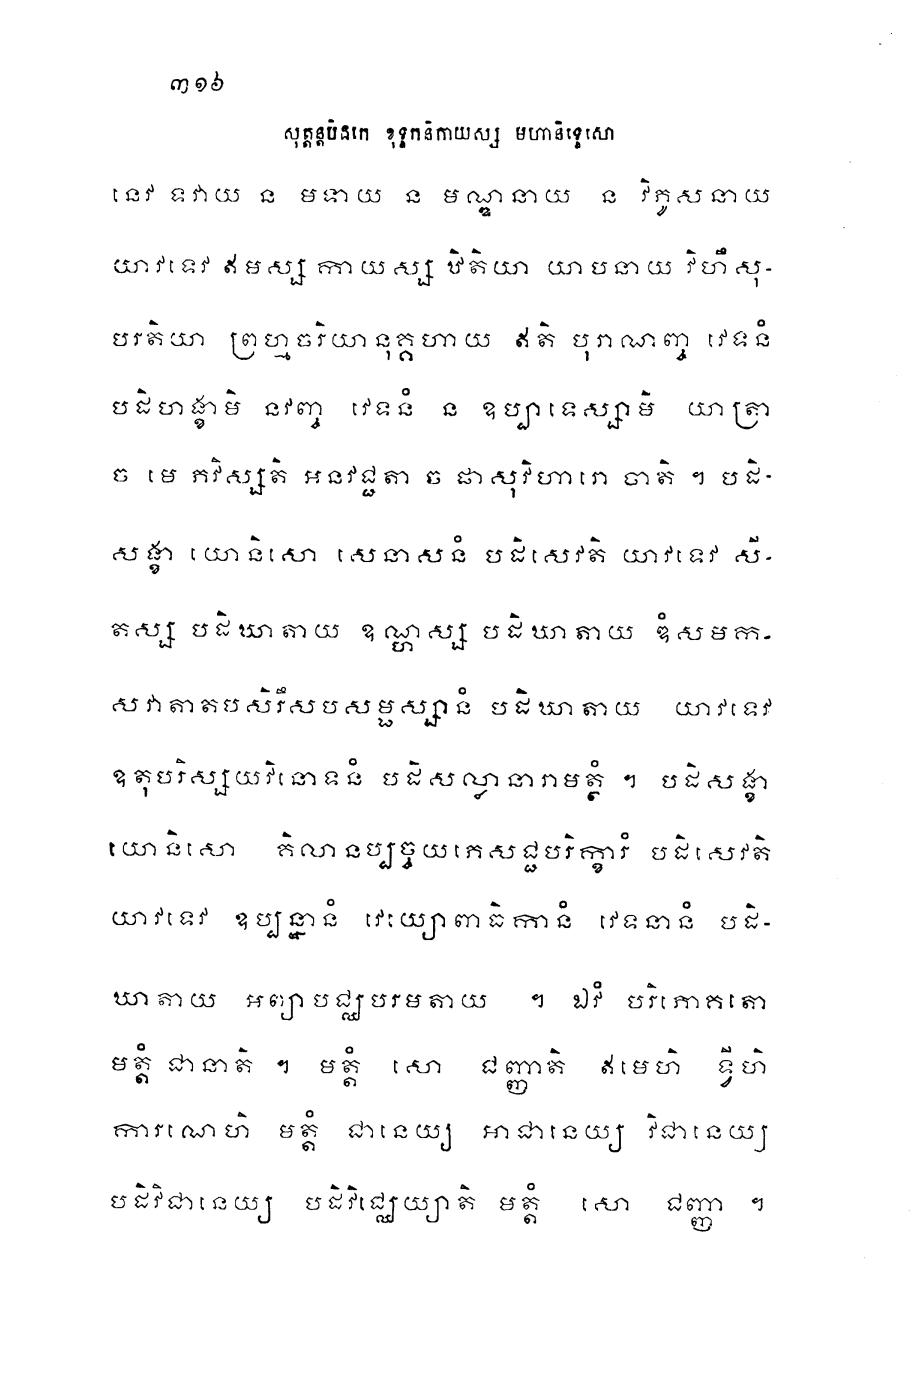 ៣១៦
សុត្តន្តបិដកេ ខុទ្ទកនិកាយស្ស មហានិទ្ទេសោ
នេវ ទវាយ ន មទាយ ន មណ្ឌនាយ ន វិភូសនាយ
យាវទេវ ឥមស្ស កាយស្ស ឋិតិយា យាបនាយ វិហឹសុ-
បរតិយា ព្រហ្មចរិយានុគ្គហាយ ឥតិ បុរាណញ្ច វេទនំ
បដិហង្ខាមិ នវញ្ច វេទនំ ន ឧប្បាទេស្សាមិ យាត្រា
ច មេ ភវិស្សតិ អនវជ្ជតា ច ផាសុវិហារោ ចាតិ ។ បដិ-
សង្ខា យោនិសោ សេនាសនំ បដិសេវតិ យាវទេវ សី-
តស្ស បដិឃាតាយ ឧណ្ហស្ស បដិឃាតាយ ឌំសមក-
សវាតាតបសិរឹសបសម្ផស្សានំ បដិឃាតាយ យាវទេវ
ឧតុបរិស្សយវិនោទនំ បដិសល្លានារាមត្ថំ ។ បដិសង្ខា
យោនិសោ គិលានប្បច្ចយភេសជ្ជបរិក្ខារំ បដិសេវតិ
យាវទេវ ឧប្បន្នានំ វេយ្យោពាធិកានំ វេទនានំ បដិ-
ឃាតាយ អព្យាបជ្ឈបរមតាយ ។ ឯវំ បរិភោគតោ
មត្តំ ជានាតិ ។ មត្តំ សោ ជញ្ញាតិ ឥមេហិ ទ្វីហិ
ការណេហិ មត្តំ ជានេយ្យ អាជានេយ្យ វិជានេយ្យ
បដិវិជានេយ្យ បដិវិជ្ឈេយ្យាតិ មត្តំ សោ ជញ្ញា ។